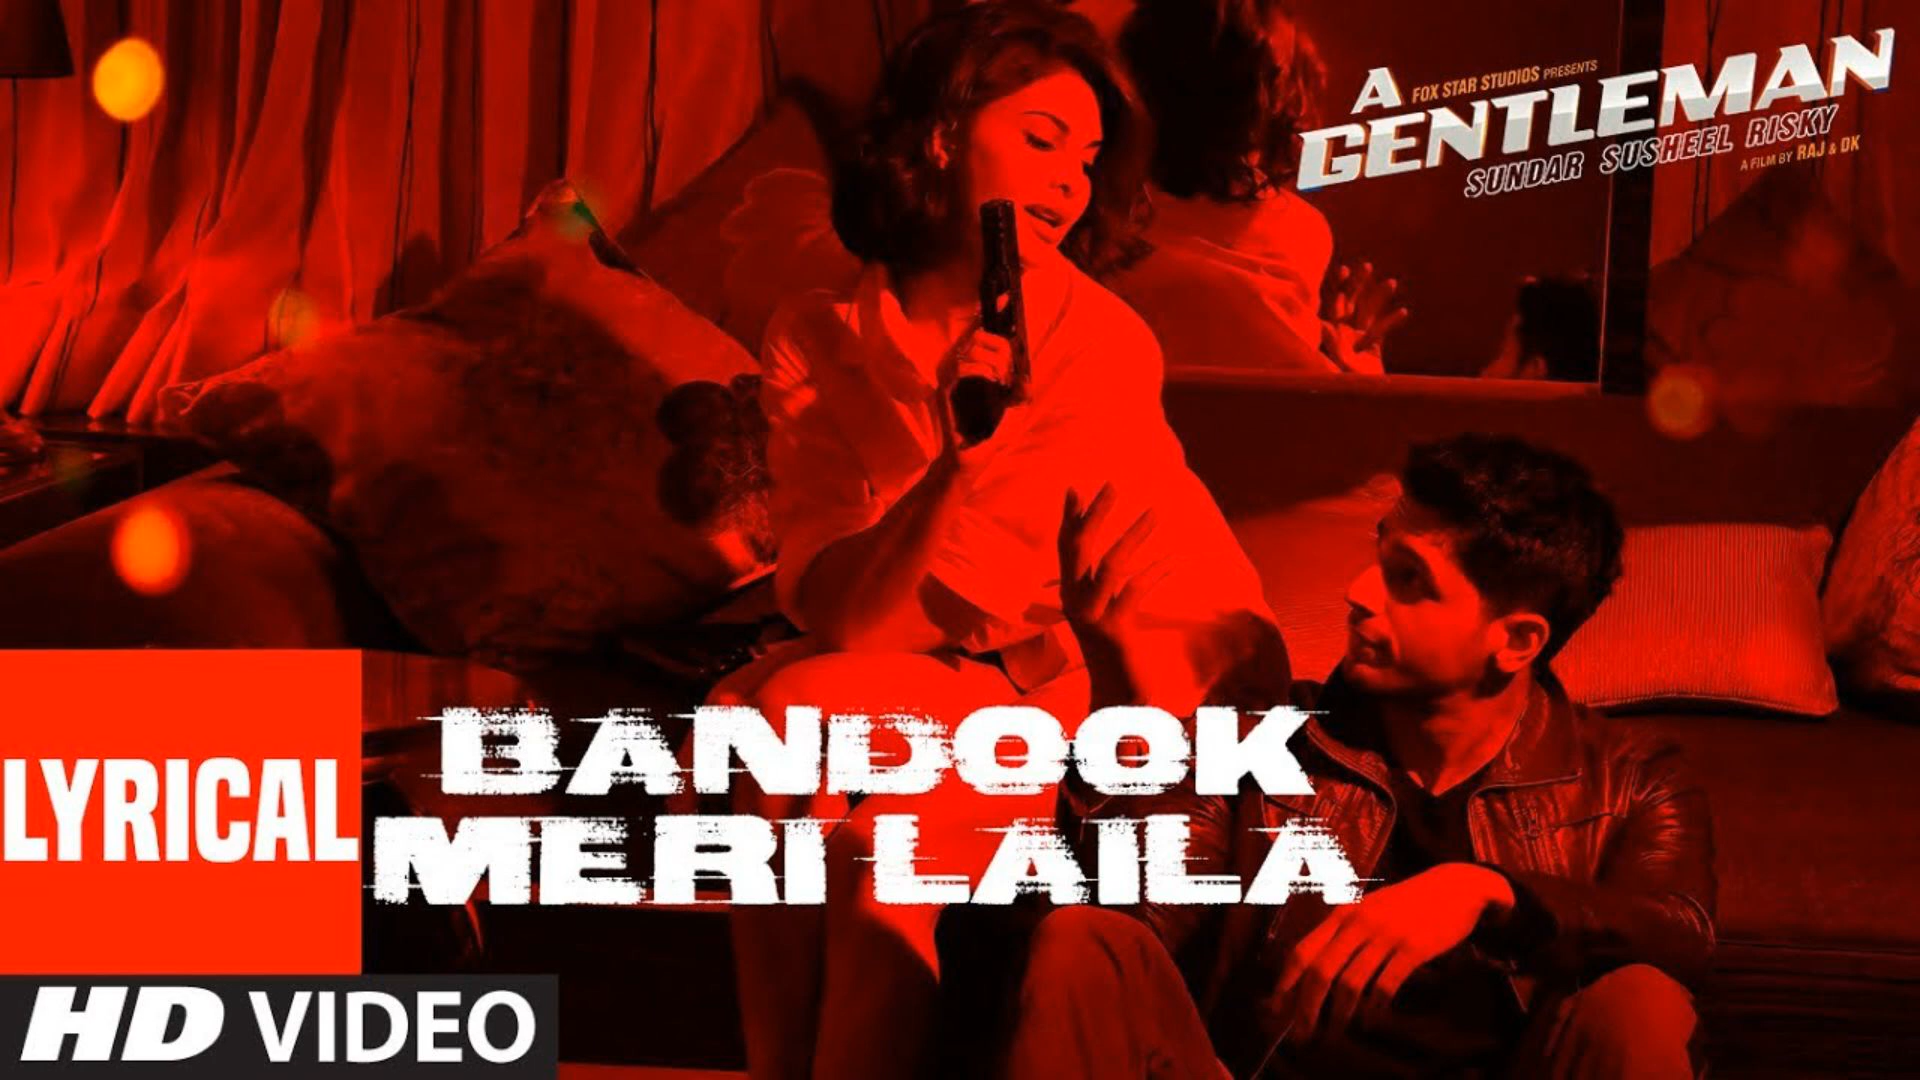 A
FOX STAR STUDIOS PRESENTS
GENTLEMAN
SUNDAR SUSHEEL RISKY
A FILM BY RAJ & DK
BANDOOK
MERI LAILA
LYRICAL
HD VIDEO